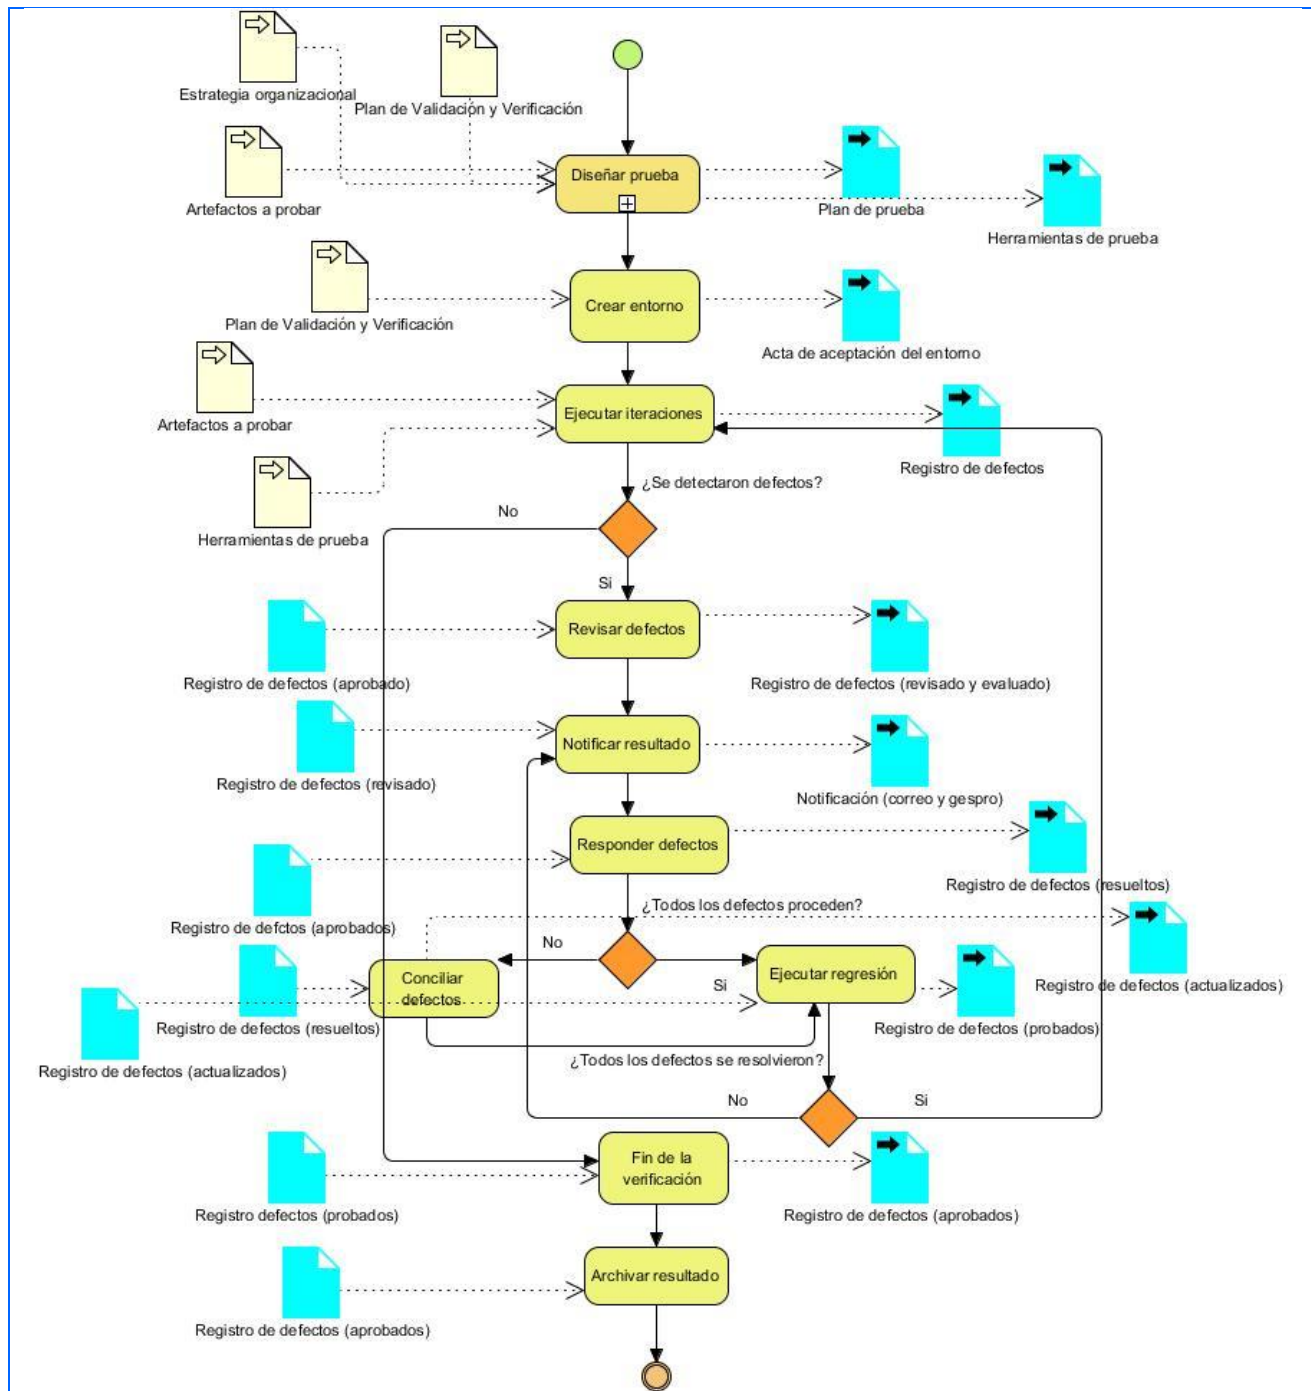 Estrategia organizacional
Plan de Validación y Verificación
Diseñar prueba
Artefactos a probar
Plan de prueba
Herramientas de prueba
Crear entorno
Plan de Validación y Verificación
Acta de aceptación del entorno
Ejecutar iteraciones
Artefactos a probar
Registro de defectos
¿Se detectaron defectos?
No
Herramientas de prueba
Si
Revisar defectos
Registro de defectos (aprobado)
Registro de defectos (revisado y evaluado)
Notificar resultado
Registro de defectos (revisado)
Notificación (correo y gespro)
Responder defectos
Registro de defectos (resueltos)
¿Todos los defectos proceden?
Registro de defctos (aprobados)
No
Conciliar
defectos
Ejecutar regresión
Si
Registro de defectos (actualizados)
Registro de defectos (resueltos)
Registro de defectos (probados)
Registro de defectos (actualizados)
¿Todos los defectos se resolvieron?
No
Si
Fin de la
verificación
Registro defectos (probados)
Registro de defectos (aprobados)
Archivar resultado
Registro de defectos (aprobados)